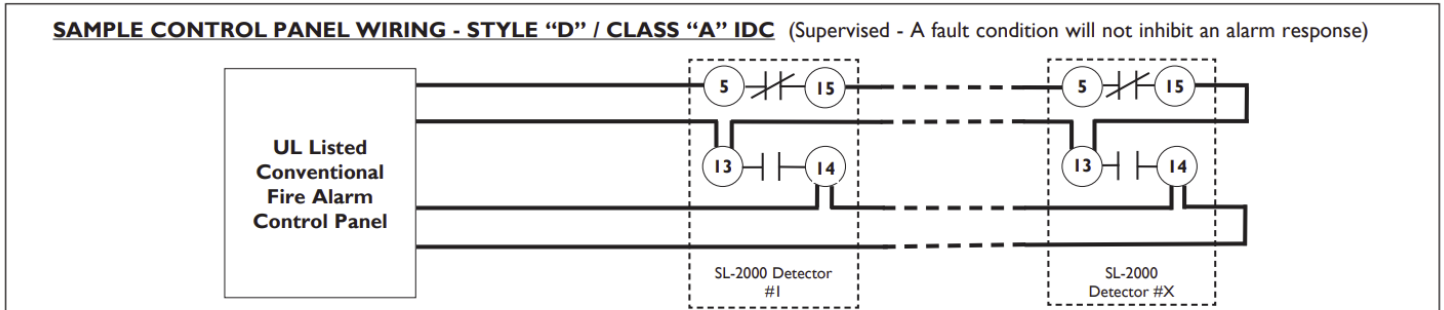 SAMPLE CONTROL PANEL WIRING - STYLE “D” / CLASS “A” IDC (Supervised - A fault condition will not inhibit an alarm response)
5 15 5 15
UL Listed
Conventional
Fire Alarm
Control Panel
13 14 13 14
SL-2000 Detector
#1
SL-2000
Detector #X